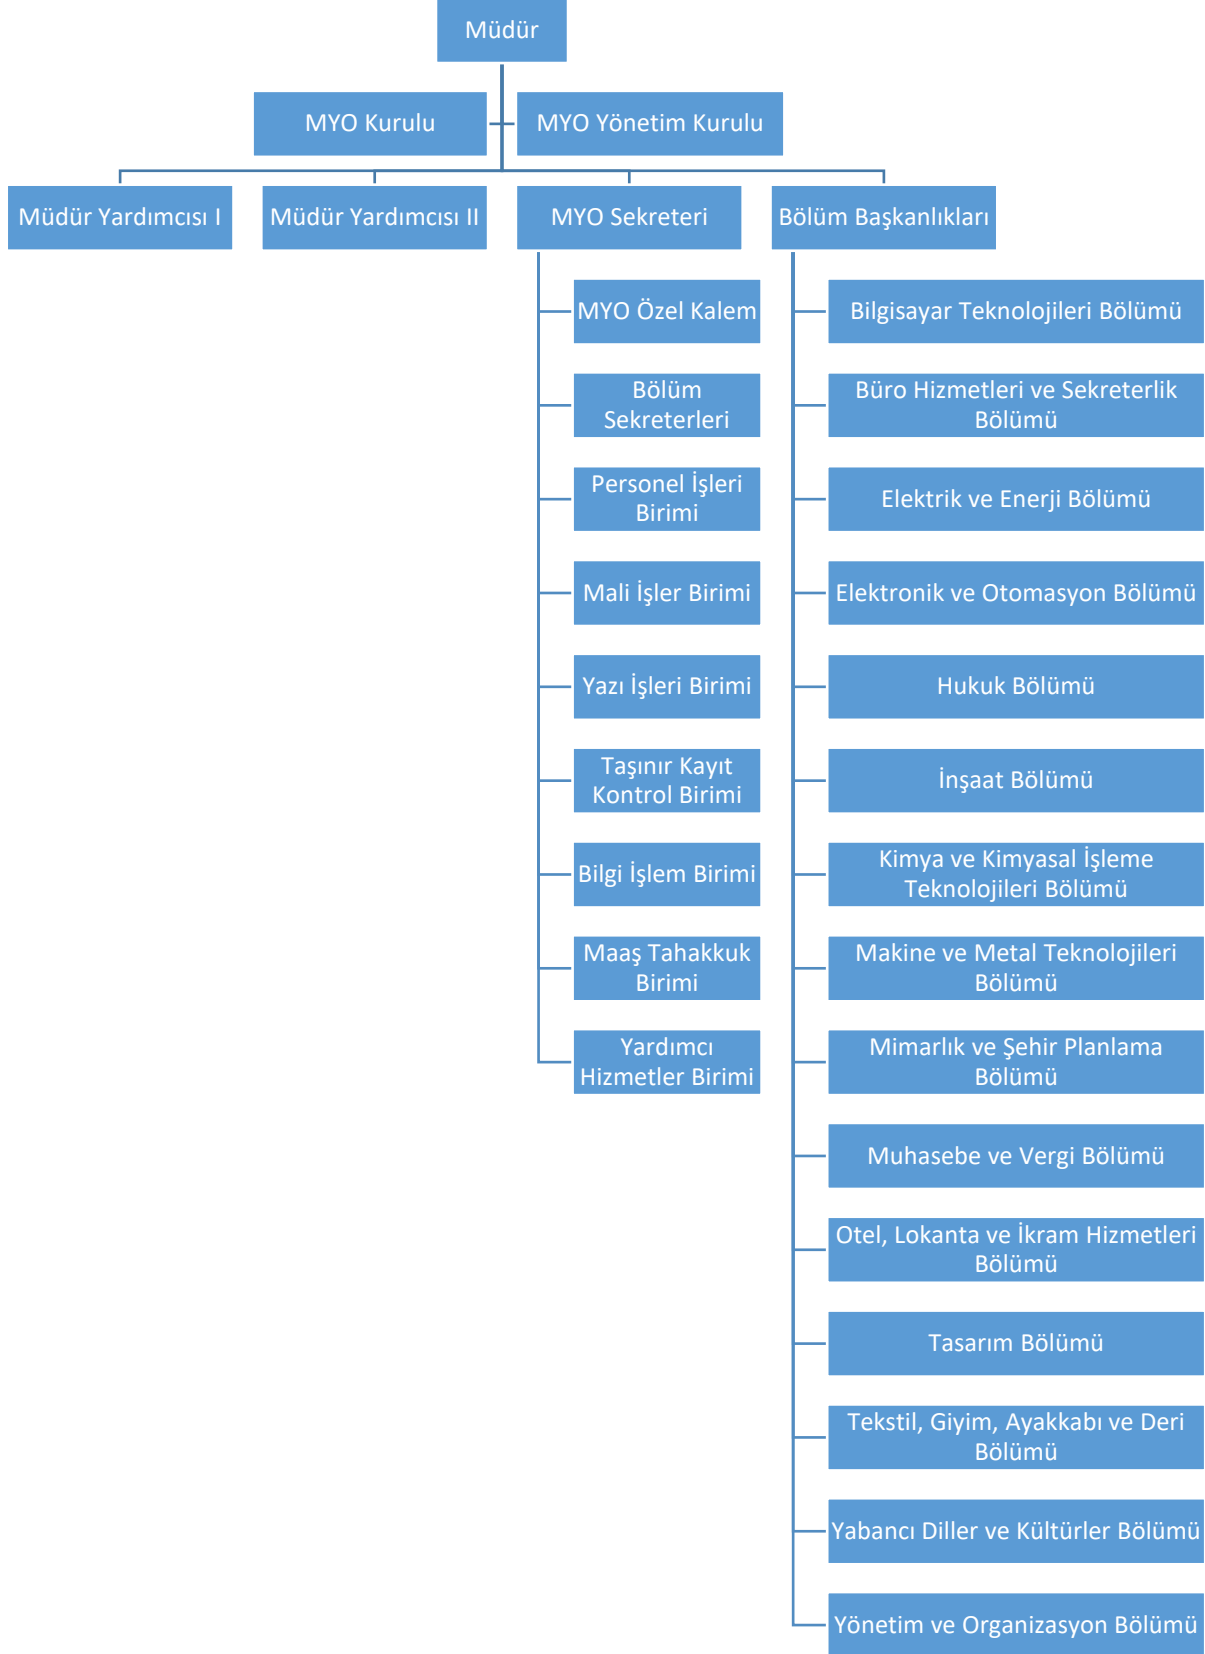 Müdür
MYO Kurulu
MYO Yönetim Kurulu
Müdür Yardımcısı I
Müdür Yardımcısı II
MYO Sekreteri
Bölüm Başkanlıkları
MYO Özel Kalem
Bölüm
Sekreterleri
Personel İşleri
Birimi
Mali İşler Birimi
Yazı İşleri Birimi
Taşınır Kayıt
Kontrol Birimi
Bilgi İşlem Birimi
Maaş Tahakkuk
Birimi
Yardımcı
Hizmetler Birimi
Bilgisayar Teknolojileri Bölümü
Büro Hizmetleri ve Sekreterlik
Bölümü
Elektrik ve Enerji Bölümü
Elektronik ve Otomasyon Bölümü
Hukuk Bölümü
İnşaat Bölümü
Kimya ve Kimyasal İşleme
Teknolojileri Bölümü
Makine ve Metal Teknolojileri
Bölümü
Mimarlık ve Şehir Planlama
Bölümü
Muhasebe ve Vergi Bölümü
Otel, Lokanta ve İkram Hizmetleri
Bölümü
Tasarım Bölümü
Tekstil, Giyim, Ayakkabı ve Deri
Bölümü
Yabancı Diller ve Kültürler Bölümü
Yönetim ve Organizasyon Bölümü